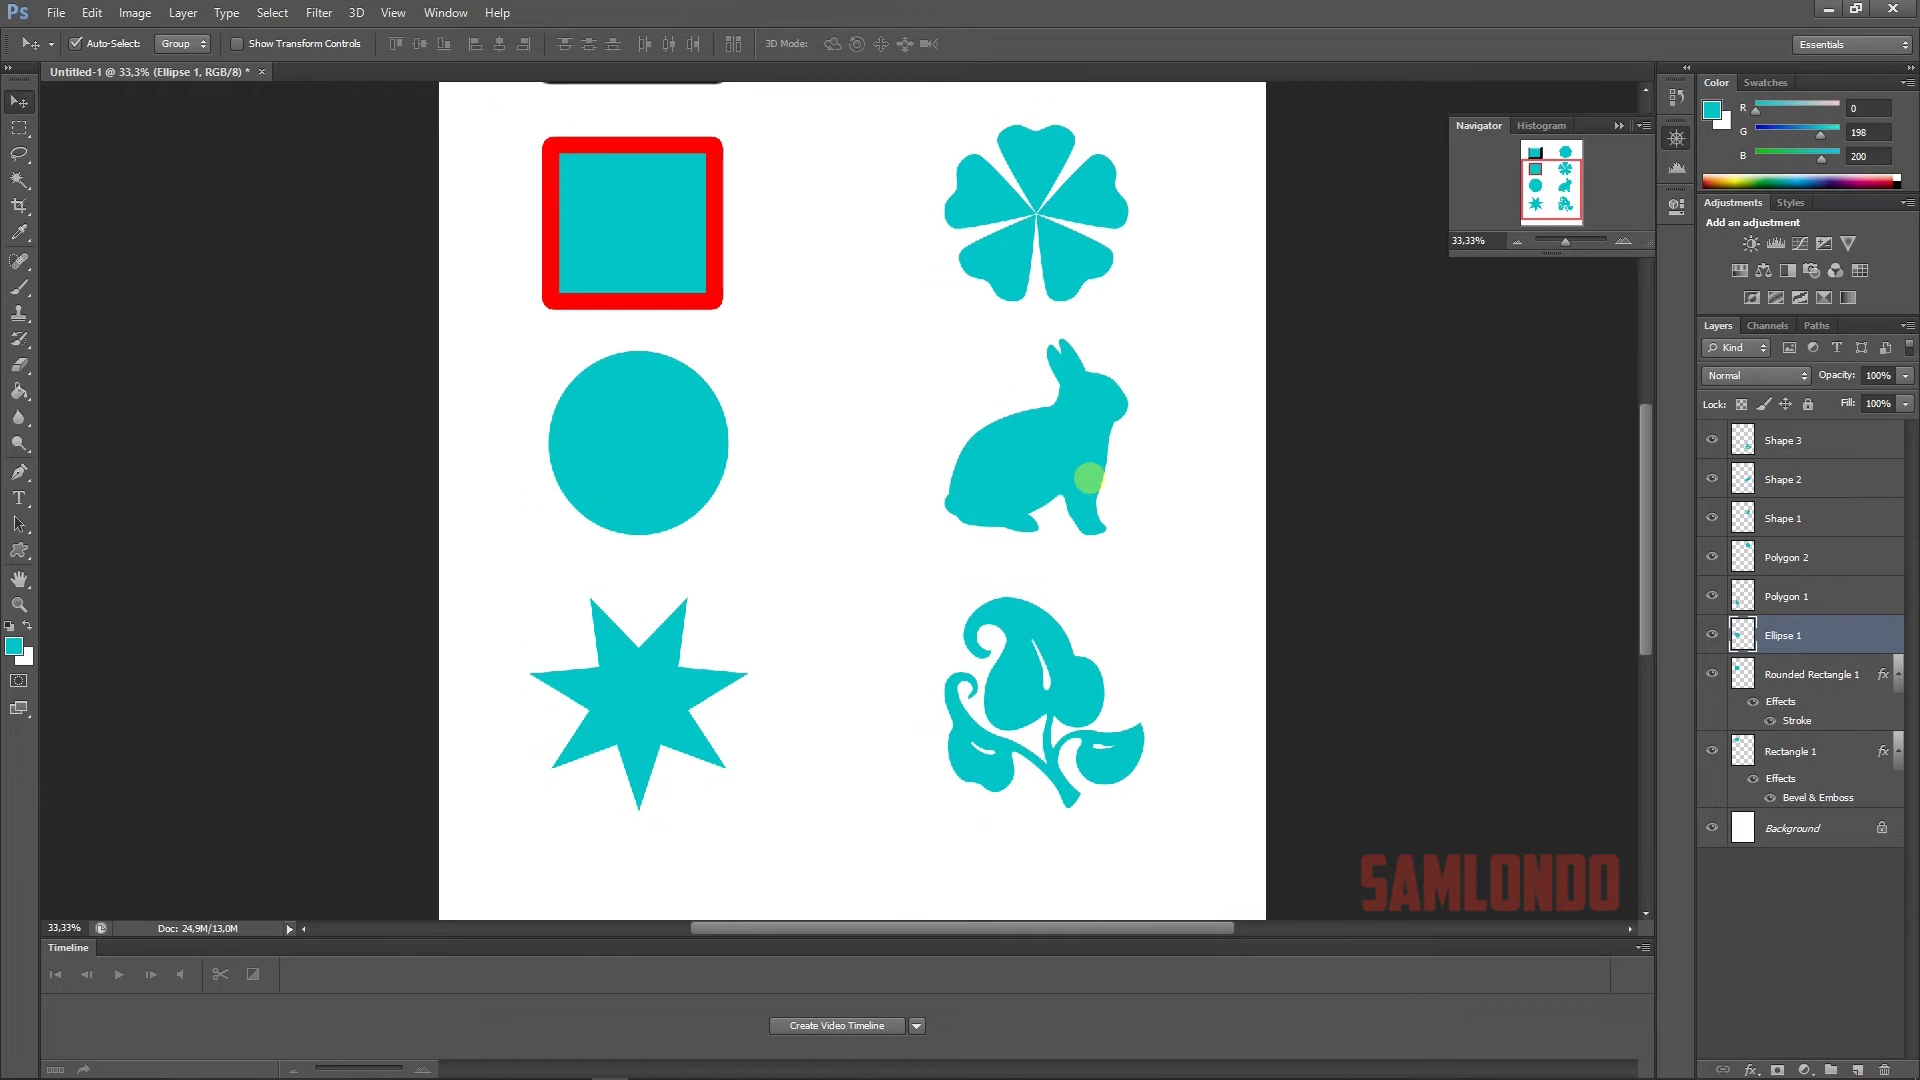 Ps File Edit Image Layer Type Select Filter 3D View Window Help
Auto-Select: Group Show Transform Controls 3D Mode: Essentials
Untitled-1 @ 33,3% (Ellipse 1, RGB/8) * ×
Color Swatches
R 0
G 198
B 200
Navigator Histogram
33,33%
Adjustments Styles
Add an adjustment
Layers Channels Paths
Kind
Normal Opacity: 100%
Lock: Fill: 100%
Shape 3
Shape 2
Shape 1
Polygon 2
Polygon 1
Ellipse 1
Rounded Rectangle 1 fx
Effects
Stroke
Rectangle 1 fx
Effects
Bevel & Emboss
Background
SAMLONDO
33,33% Doc: 24,9M/13,0M
Timeline
Create Video Timeline
fx